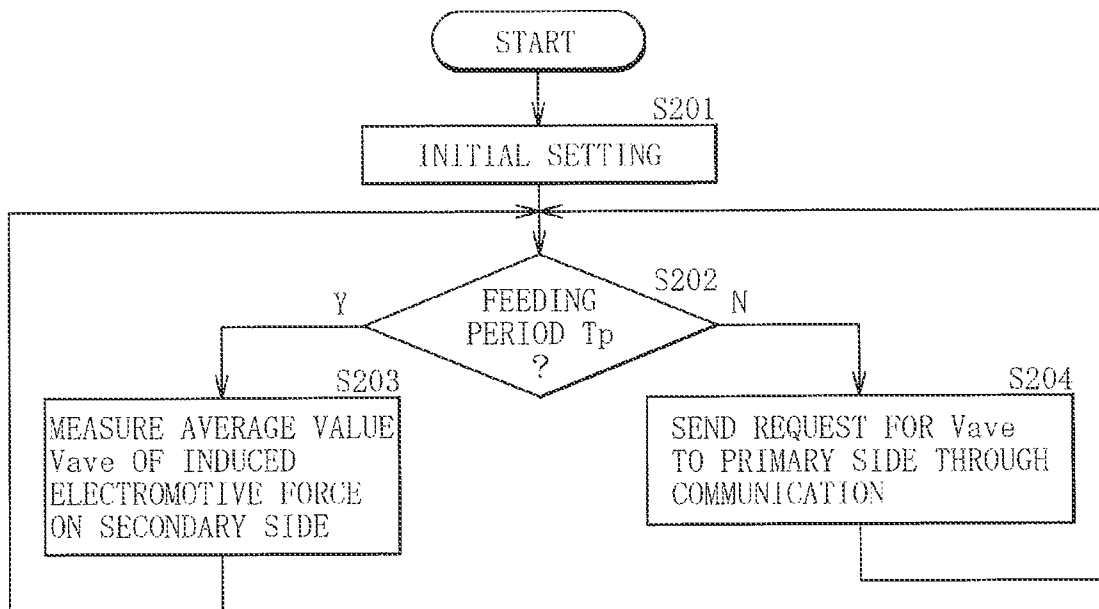 START
S201
INITIAL SETTING
S202
Y
FEEDING
N
PERIOD Tp
?
S203
MEASURE AVERAGE VALUE
Vave OF INDUCED
ELECTROMOTIVE FORCE
ON SECONDARY SIDE
S204
SEND REQUEST FOR Vave
TO PRIMARY SIDE THROUGH
COMMUNICATION